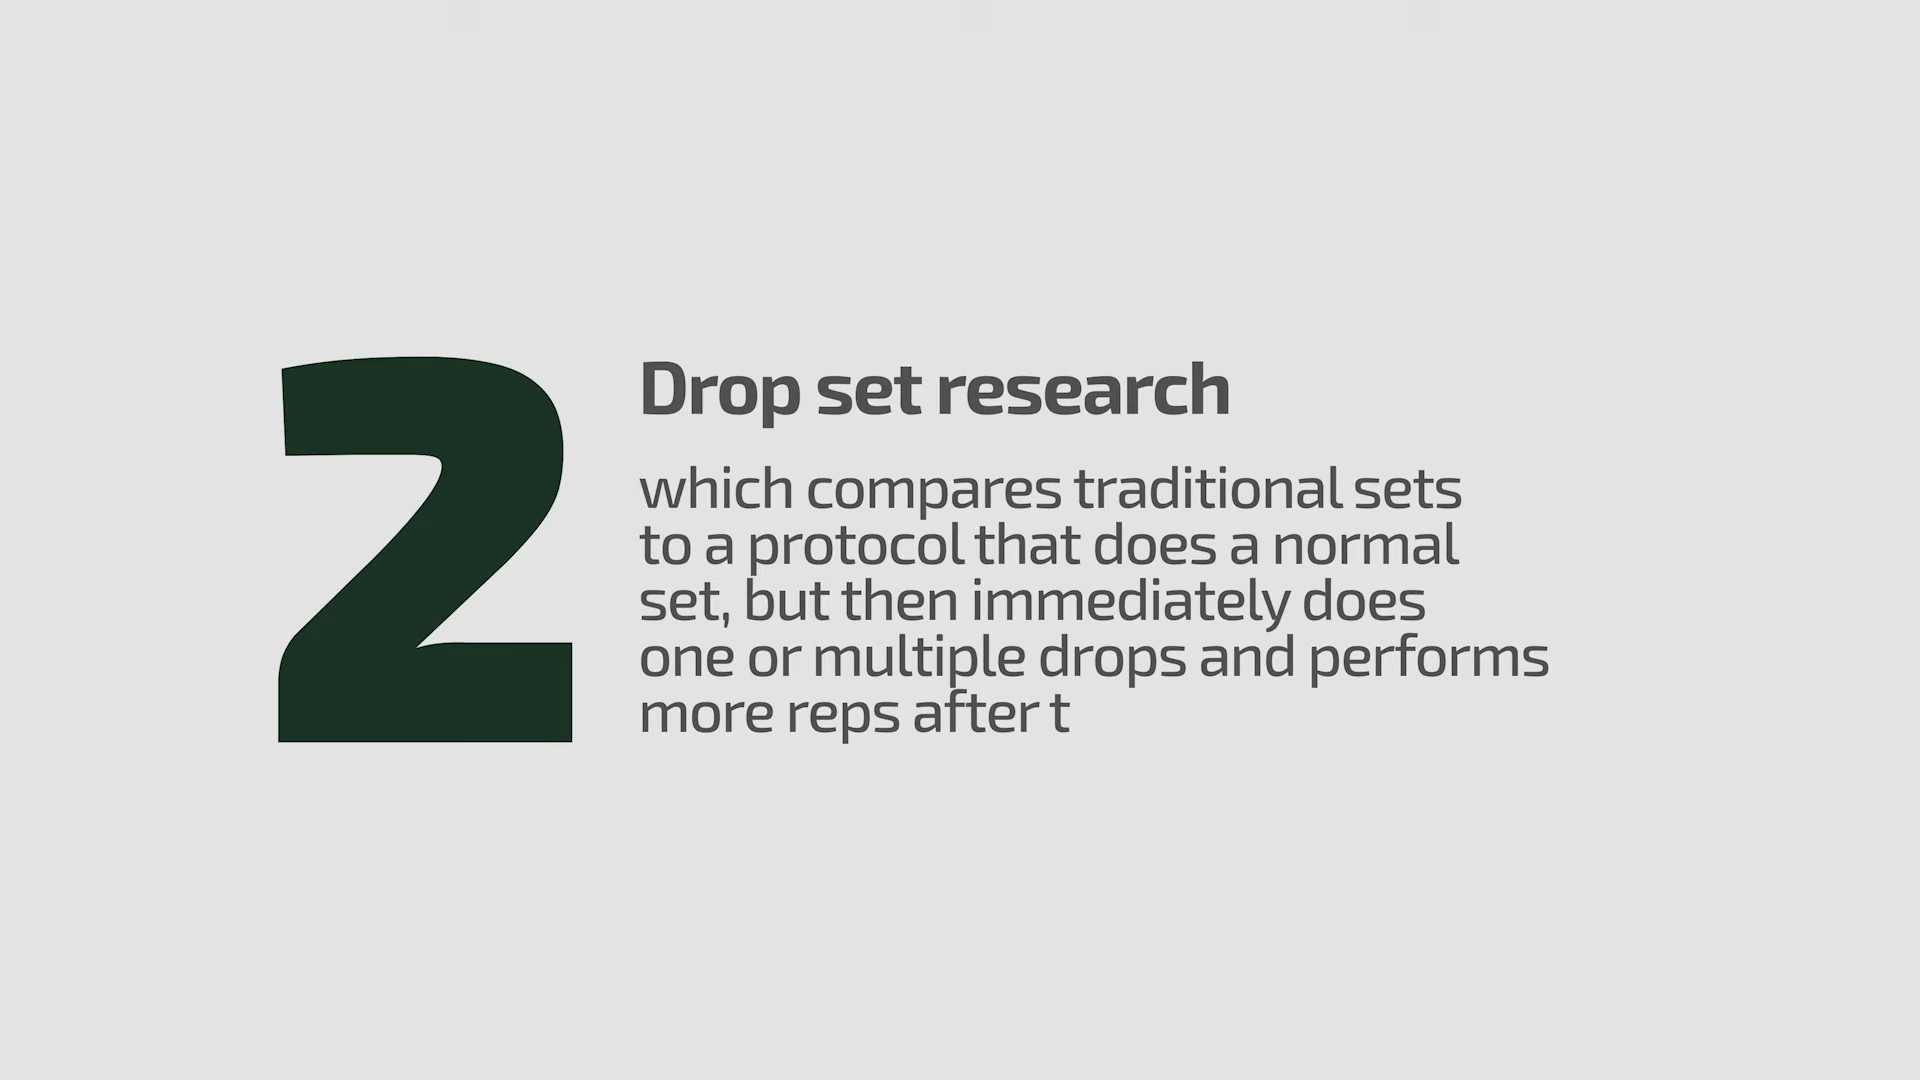 2
Drop set research
which compares traditional sets
to a protocol that does a normal
set, but then immediately does
one or multiple drops and performs
more reps after t